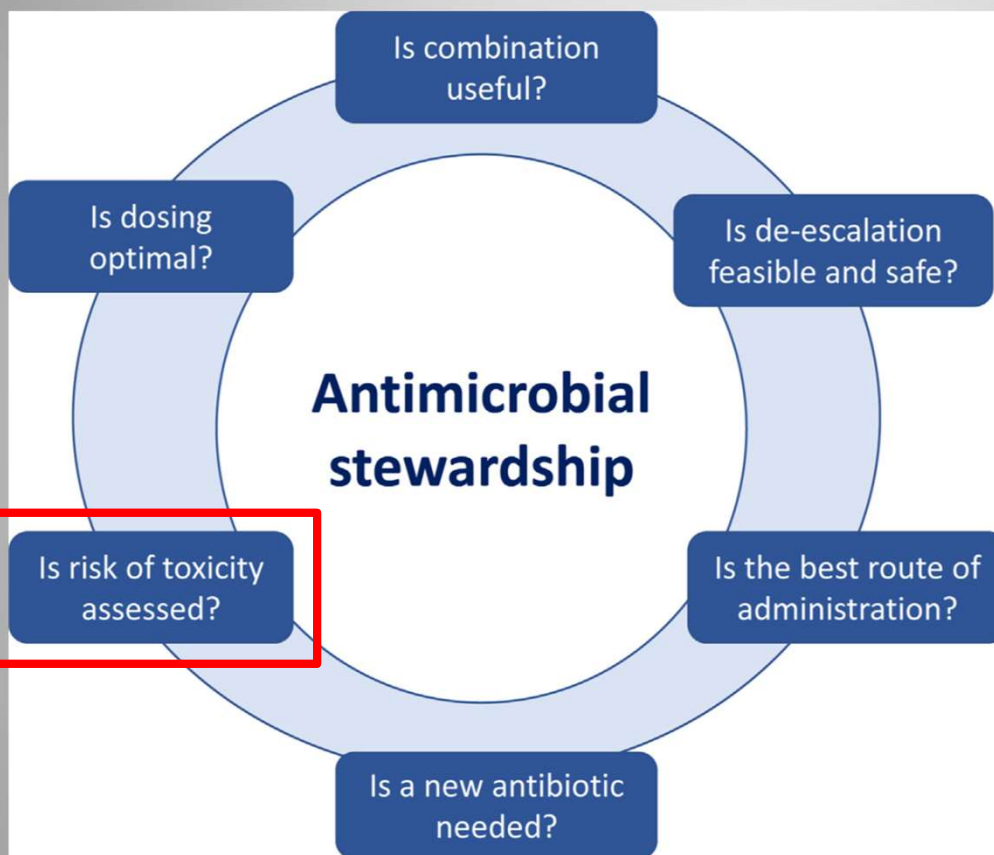 Is combination
useful?
Is dosing
optimal?
Is de-escalation
feasible and safe?
Antimicrobial
stewardship
Is risk of toxicity
assessed?
Is the best route of
administration?
Is a new antibiotic
needed?